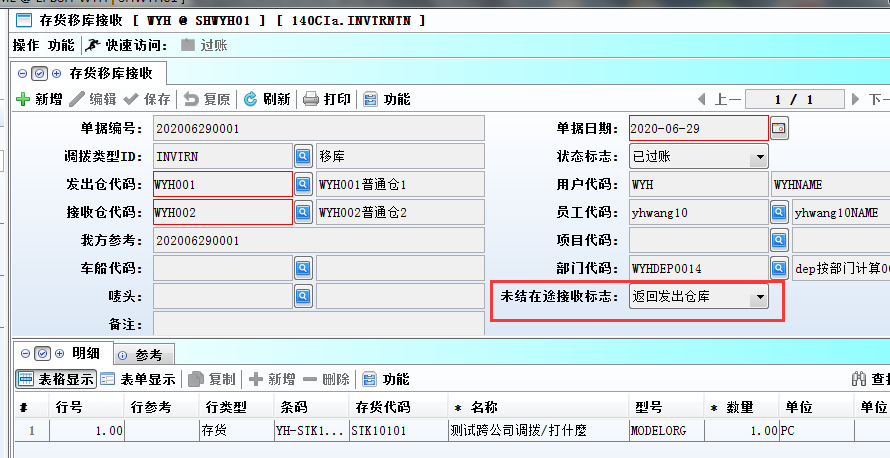 存货移库接收 [ WYH @ SHWYH01 ] [ 140CIa.INVTRNTN ]
操作 功能 快速访问: 过账
存货移库接收
新增 编辑 保存 复原 刷新 打印 功能 上一 1 / 1 下一
单据编号: 202006290001 单据日期: 2020-06-29
调拨类型ID: INVTRN 移库 状态标志: 已过账
发出仓代码: WYH001 WYH001普通仓1 用户代码: WYH WYHNAME
接收仓代码: WYH002 WYH002普通仓2 员工代码: yhwang10 yhwang10NAME
我方参考: 202006290001 项目代码:
车船代码: 部门代码: WYHDEP0014 dep按部门计算00
唛头: 未结在途接收标志: 返回发出仓库
备注:
明细 参考
表格显示 表单显示 复制 新增 删除 功能 查找
# 行号 行参考 行类型 条码 存货代码 * 名称 型号 * 数量 单位 单位
1 1.00 存货 YH-STK1... STK10101 测试跨公司调拨/打什麼 MODELORG 1.00 PC